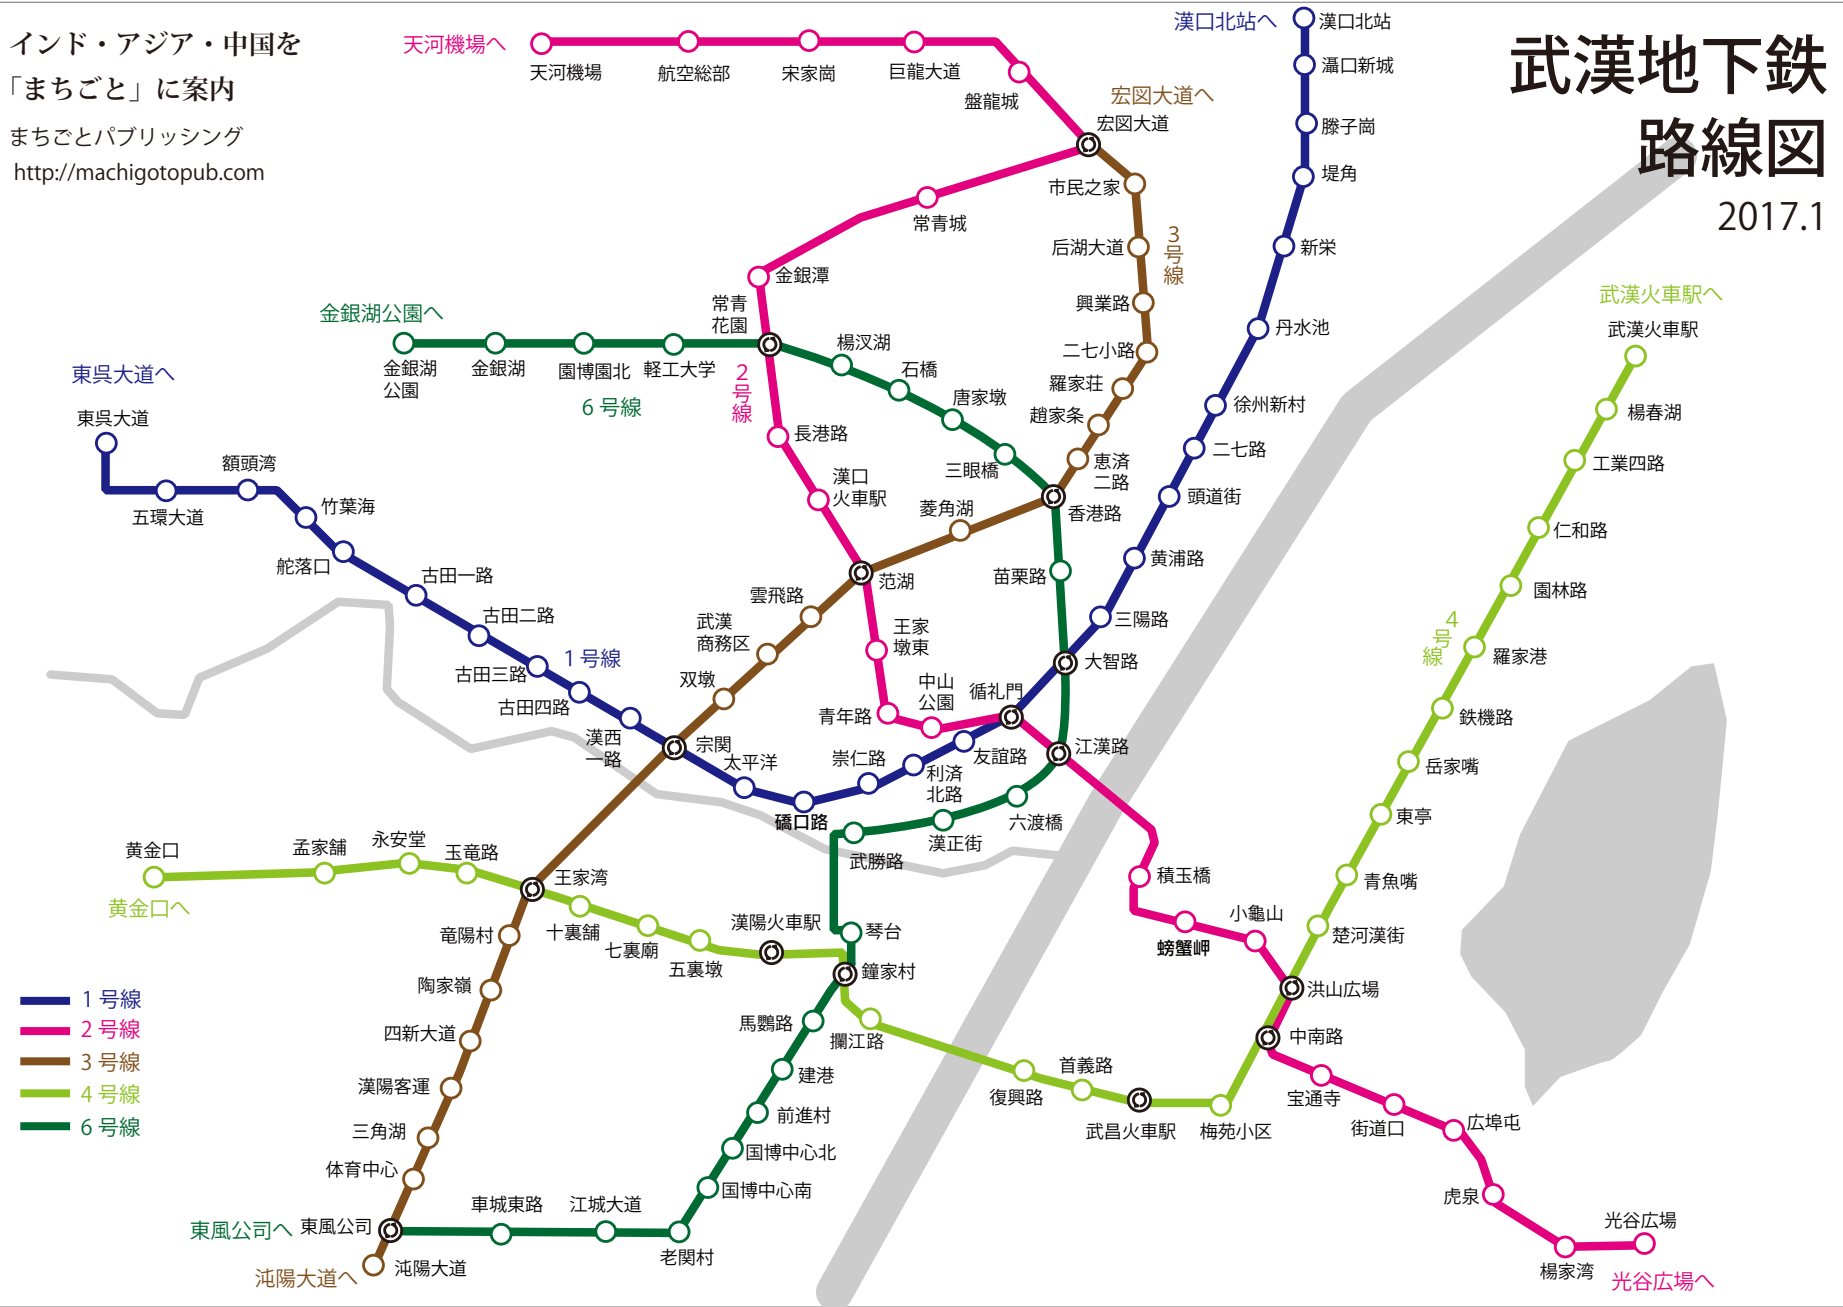 インド・アジア・中国を
「まちごと」に案内
まちごとパブリッシング
http://machigotopub.com
武漢地下鉄
路線図
2017.1
天河機場へ
天河機場
航空総部
宋家崗
巨龍大道
盤龍城
宏図大道へ
宏図大道
漢口北站へ
漢口北站
灄口新城
滕子崗
堤角
新栄
丹水池
徐州新村
二七路
頭道街
黄浦路
三陽路
大智路
市民之家
后湖大道
3号線
興業路
二七小路
羅家荘
趙家条
恵済
二路
香港路
常青城
金銀潭
常青
花園
2号線
長港路
漢口
火車駅
范湖
王家
墩東
青年路
中山
公園
循礼門
江漢路
金銀湖公園へ
金銀湖
公園
金銀湖
園博園北
軽工大学
6号線
楊汊湖
石橋
唐家墩
三眼橋
菱角湖
苗栗路
雲飛路
武漢
商務区
双墩
宗関
東呉大道へ
東呉大道
五環大道
額頭湾
竹葉海
舵落口
古田一路
古田二路
古田三路
1号線
古田四路
漢西
一路
太平洋
礄口路
崇仁路
利済
北路
友誼路
六渡橋
漢正街
武勝路
琴台
鐘家村
武漢火車駅へ
武漢火車駅
楊春湖
工業四路
仁和路
園林路
4号線
羅家港
鉄機路
岳家嘴
東亭
青魚嘴
楚河漢街
洪山広場
中南路
積玉橋
螃蟹岬
小龜山
宝通寺
街道口
広埠屯
虎泉
楊家湾
光谷広場
光谷広場へ
黄金口
黄金口へ
孟家舗
永安堂
玉竜路
王家湾
十裏舗
七裏廟
五裏墩
漢陽火車駅
攔江路
復興路
首義路
武昌火車駅
梅苑小区
竜陽村
陶家嶺
四新大道
漢陽客運
三角湖
体育中心
東風公司へ
東風公司
沌陽大道へ
沌陽大道
車城東路
江城大道
老関村
国博中心南
国博中心北
前進村
建港
馬鸚路
1号線
2号線
3号線
4号線
6号線